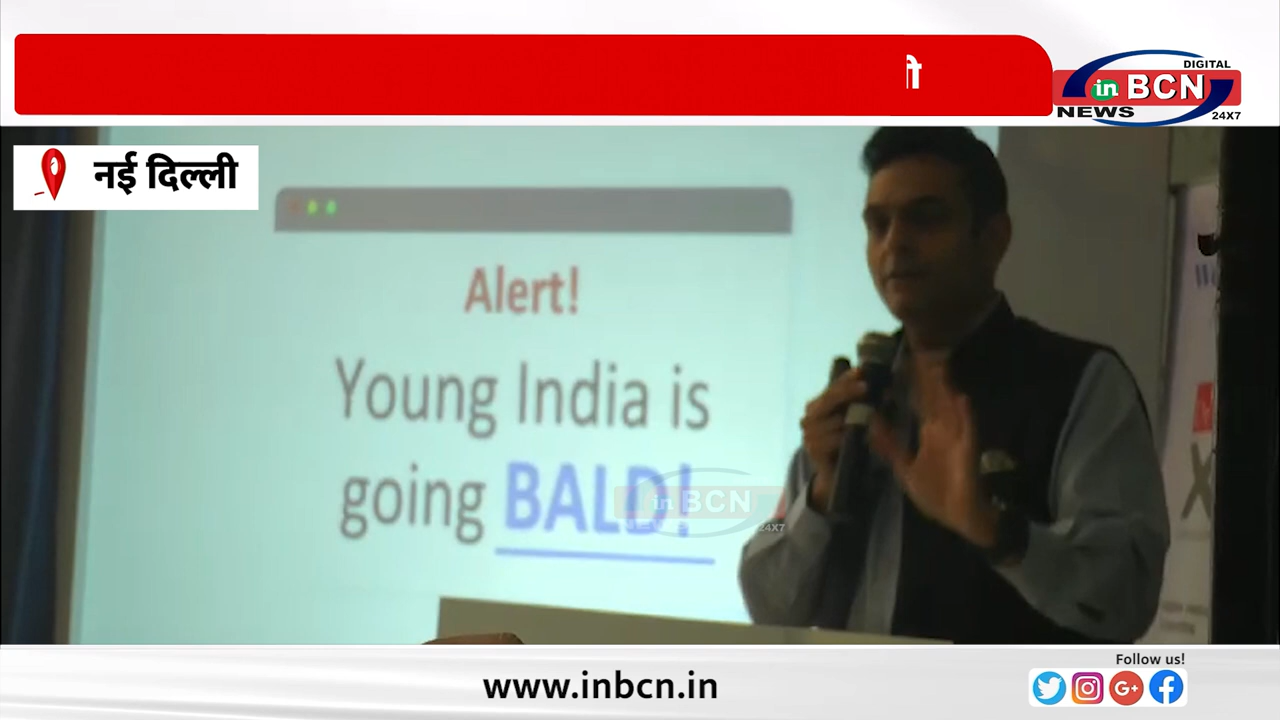 ी
DIGITAL
in BCN
NEWS 24X7
नई दिल्ली
Alert!
Young India is
going BALD!
in BCN
NEWS 24X7
www.inbcn.in
Follow us!